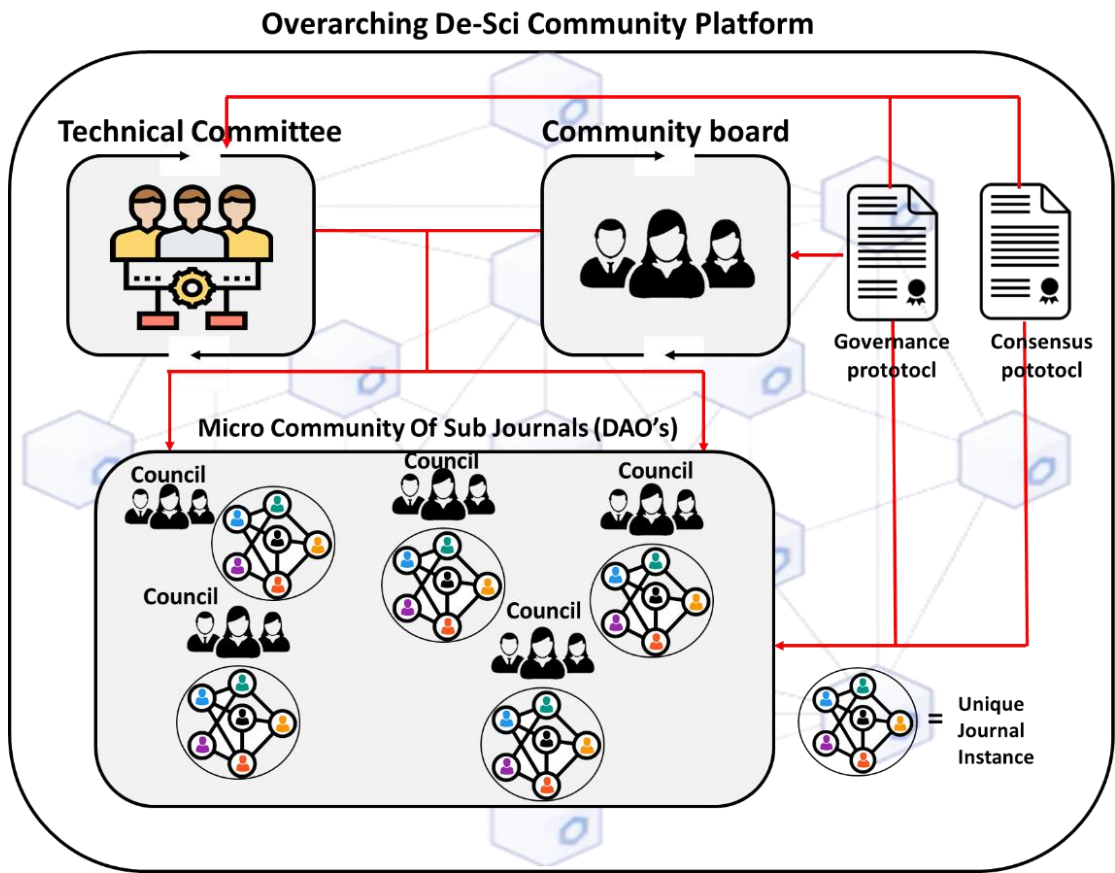 Overarching De-Sci Community Platform
Technical Committee
Community board
Governance
prototocl
Consensus
pototocl
Micro Community Of Sub Journals (DAO's)
Council
Council
Council
Council
Council
= Unique
Journal
Instance